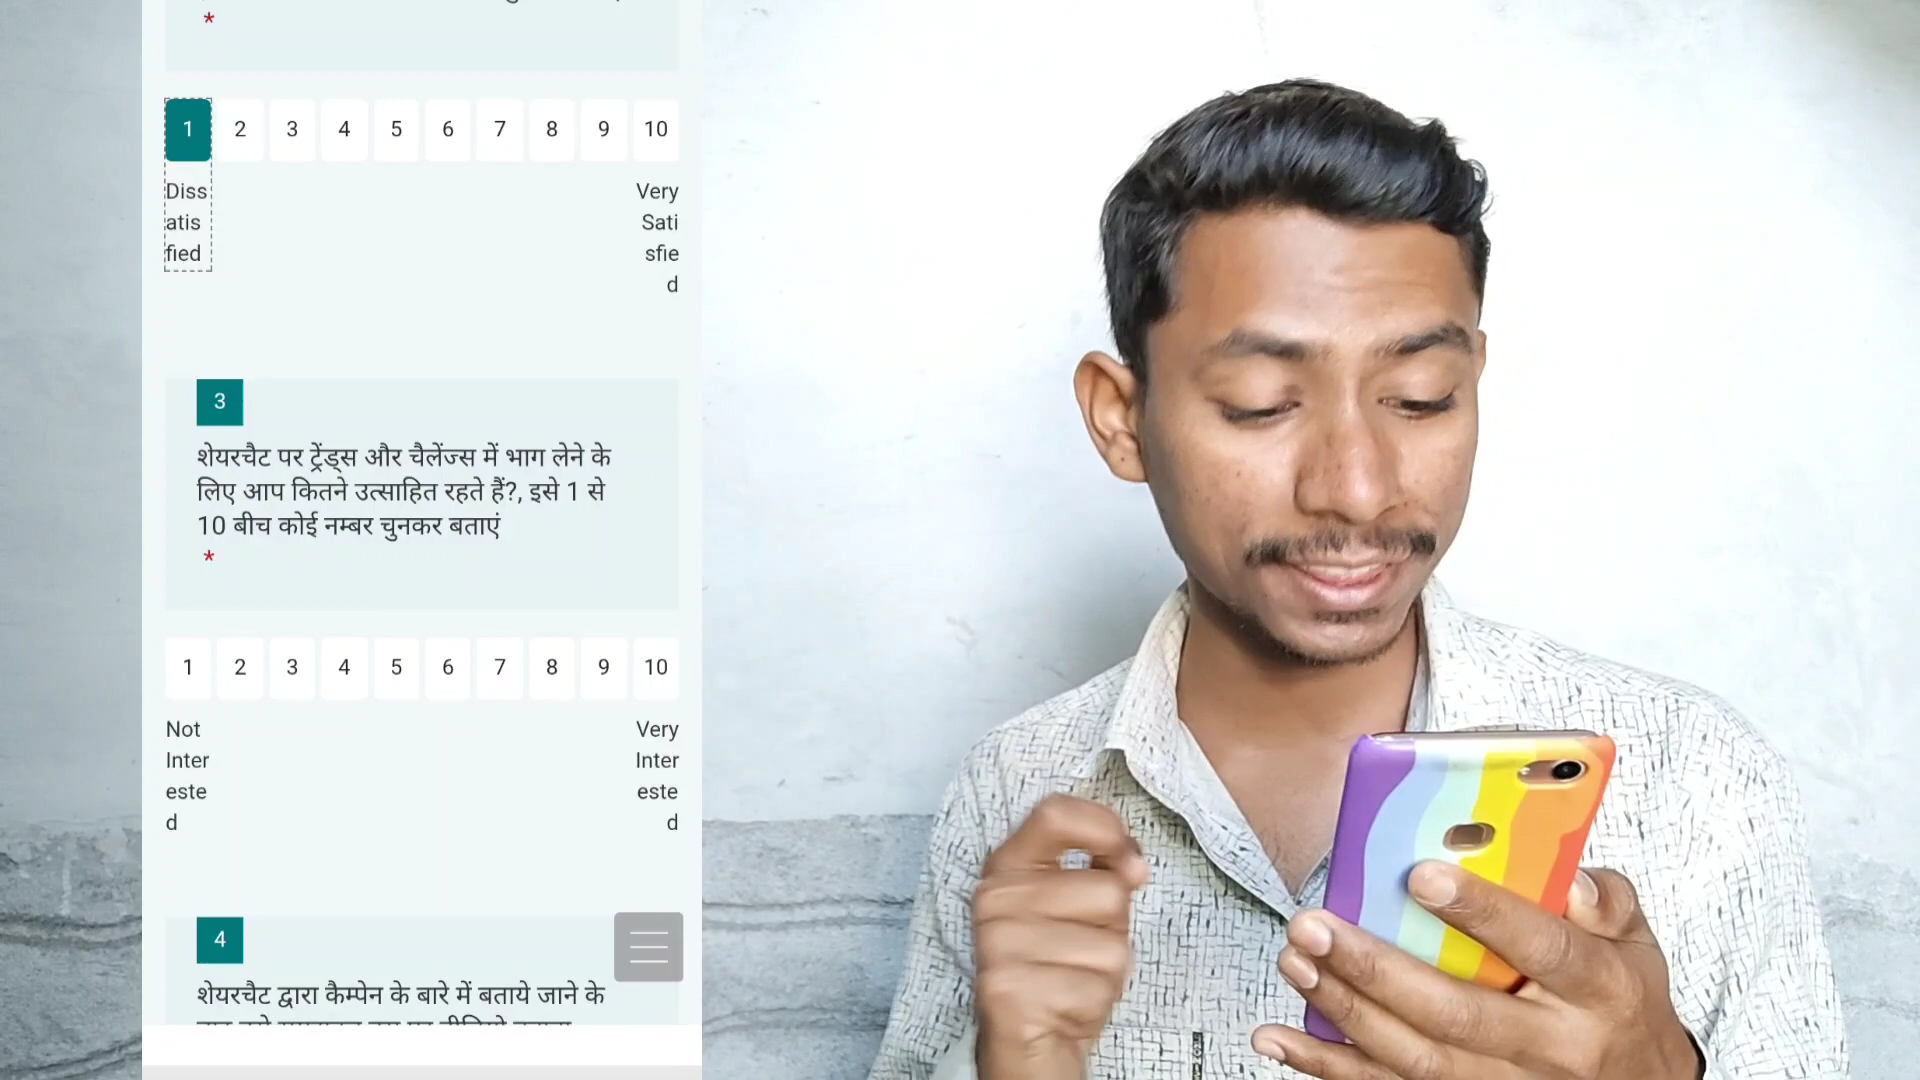 *
1 2 3 4 5 6 7 8 9 10
Diss
atis
fied
Very
Sati
sfie
d
3
शेयरचैट पर ट्रेंड्स और चैलेंज्स में भाग लेने के
लिए आप कितने उत्साहित रहते हैं?, इसे 1 से
10 बीच कोई नम्बर चुनकर बताएं
*
1 2 3 4 5 6 7 8 9 10
Not
Inter
este
d
Very
Inter
este
d
4
शेयरचैट द्वारा कैम्पेन के बारे में बताये जाने के